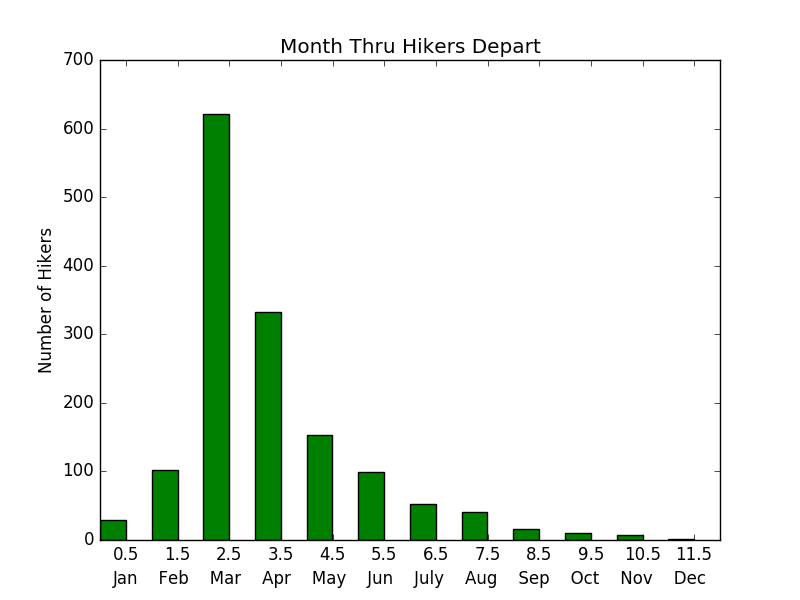 Month Thru Hikers Depart
Number of Hikers
700
600
500
400
300
200
100
0
0.5 1.5 2.5 3.5 4.5 5.5 6.5 7.5 8.5 9.5 10.5 11.5
Jan Feb Mar Apr May Jun July Aug Sep Oct Nov Dec